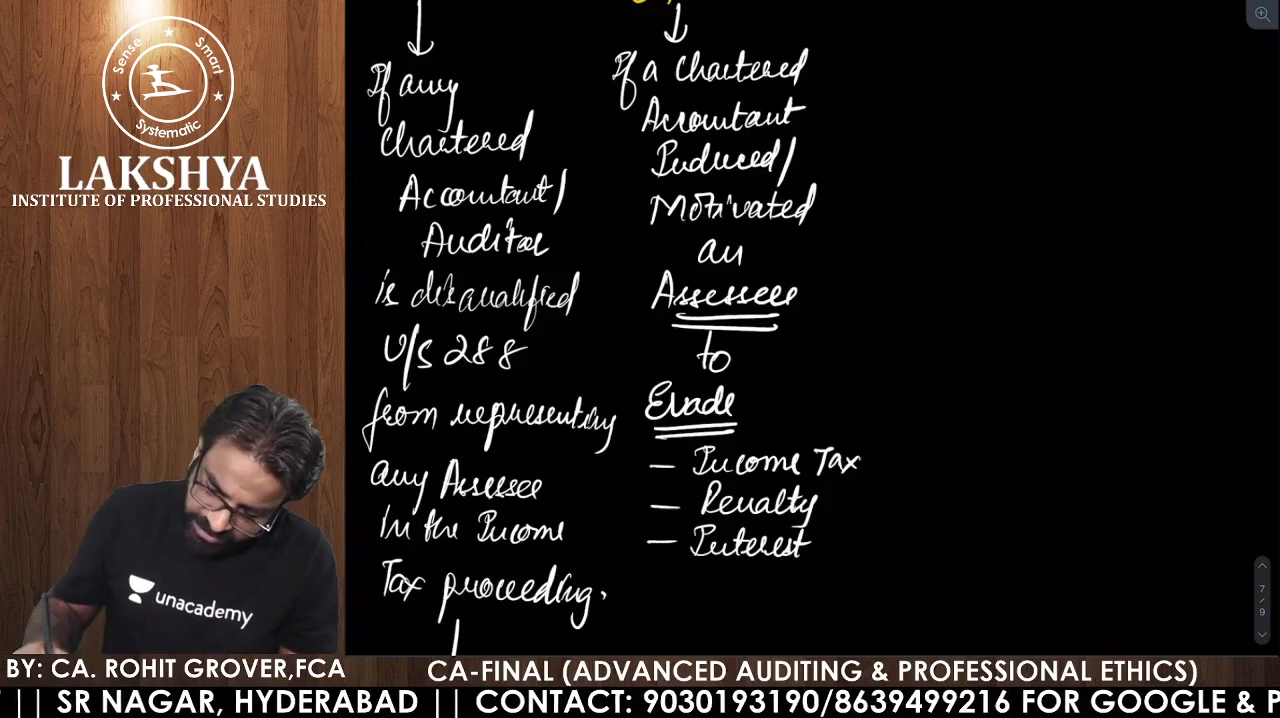 Sense
Smart
Systematic
LAKSHYA
INSTITUTE OF PROFESSIONAL STUDIES
If any
Chartered
Accountant/
Auditor
is disqualified
U/S 288
from representing
any Assessee
in the Income
Tax proceeding.
If a Chartered
Accountant
Induced/
Motivated
an
Assessee
to
Evade
— Income Tax
— Penalty
— Interest
7
/
9
unacademy
BY: CA. ROHIT GROVER,FCA
CA-FINAL (ADVANCED AUDITING & PROFESSIONAL ETHICS)
|| SR NAGAR, HYDERABAD || CONTACT: 9030193190/8639499216 FOR GOOGLE & P